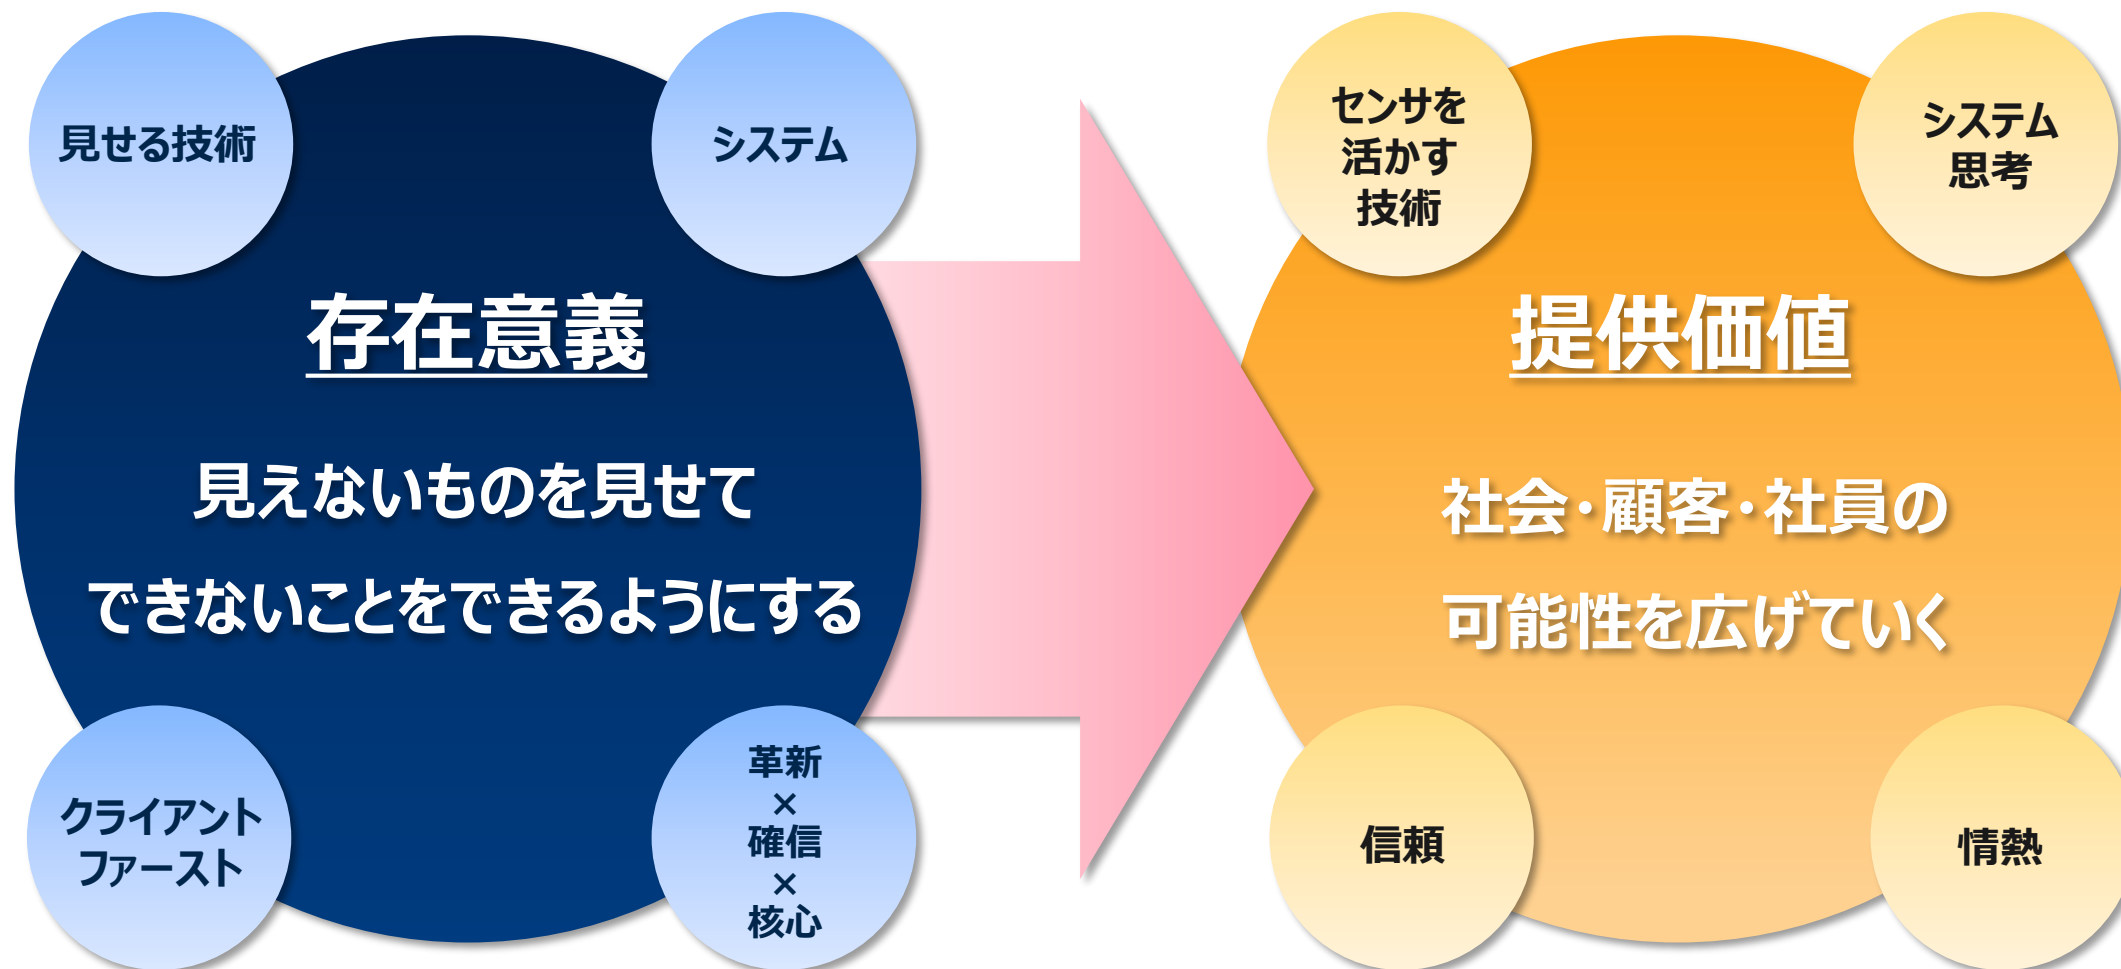 見せる技術
システム
存在意義
見えないものを見せて
できないことをできるようにする
クライアント
ファースト
革新
×
確信
×
核心
センサを
活かす
技術
システム
思考
提供価値
社会・顧客・社員の
可能性を広げていく
信頼
情熱